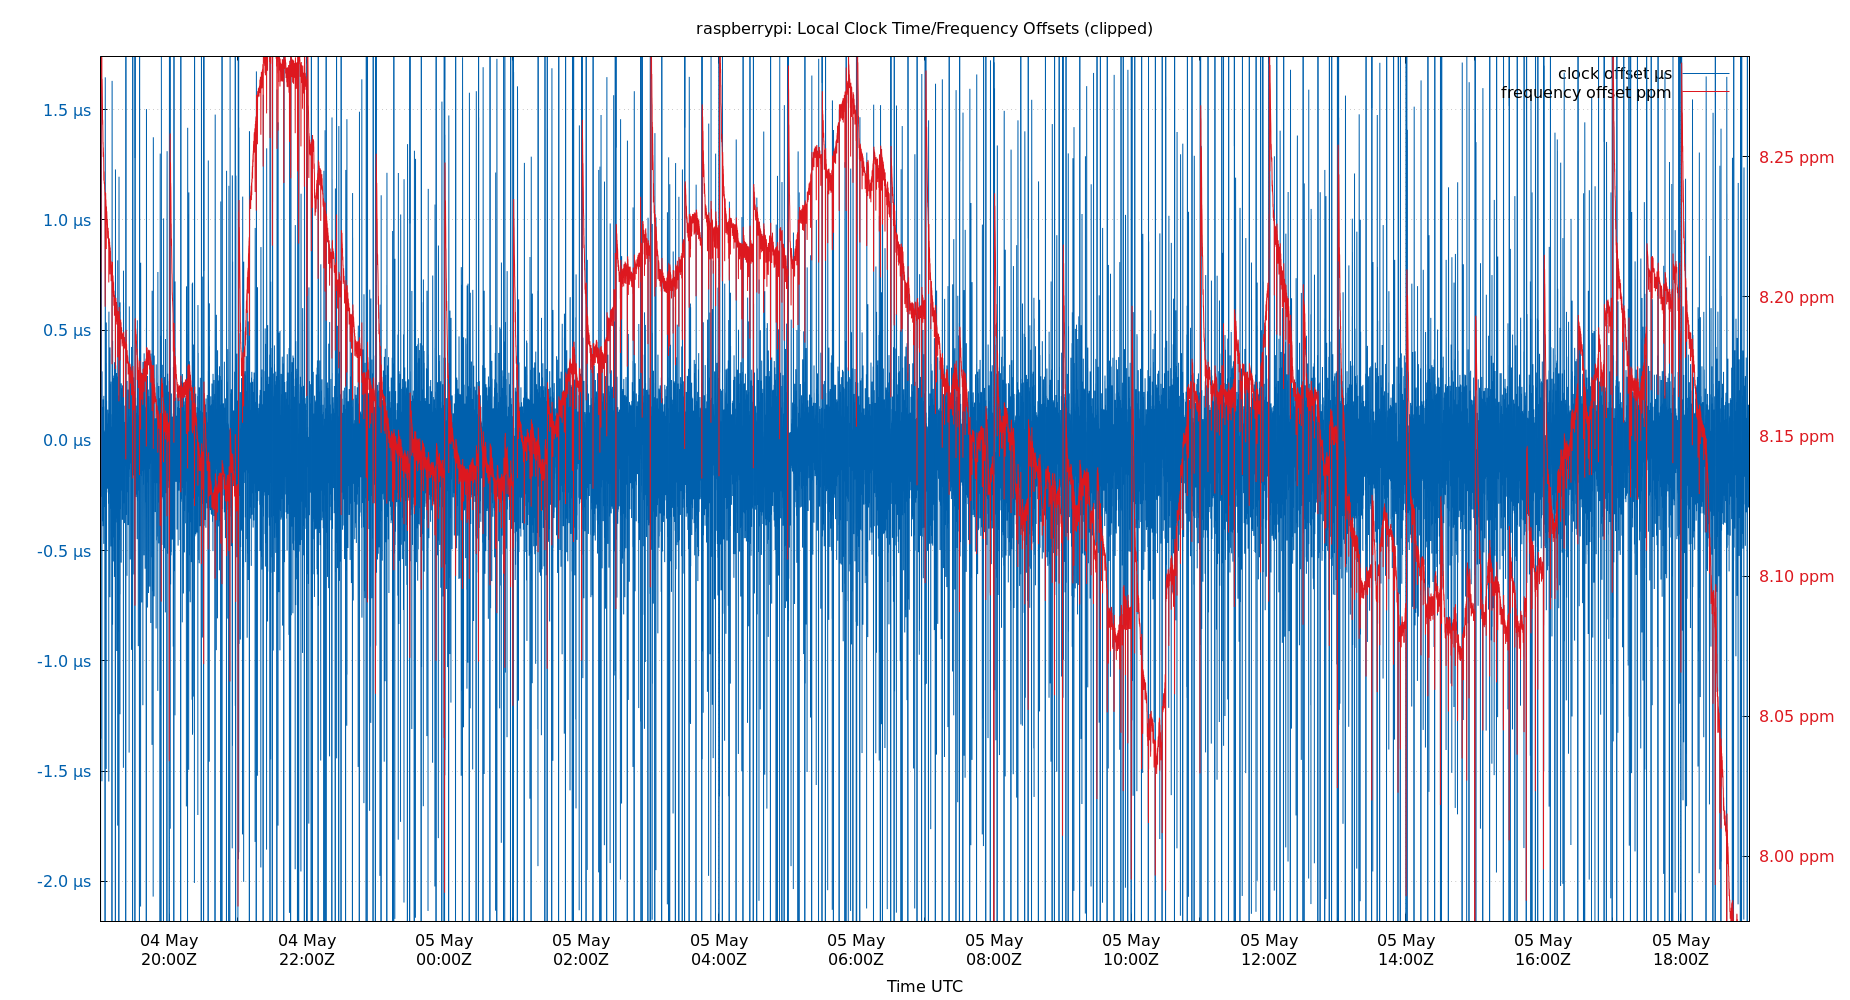 raspberrypi: Local Clock Time/Frequency Offsets (clipped)
clock offset µs
frequency offset ppm
1.5 µs
1.0 µs
0.5 µs
0.0 µs
-0.5 µs
-1.0 µs
-1.5 µs
-2.0 µs
8.25 ppm
8.20 ppm
8.15 ppm
8.10 ppm
8.05 ppm
8.00 ppm
04 May 04 May 05 May 05 May 05 May 05 May 05 May 05 May 05 May 05 May 05 May 05 May
20:00Z 22:00Z 00:00Z 02:00Z 04:00Z 06:00Z 08:00Z 10:00Z 12:00Z 14:00Z 16:00Z 18:00Z
Time UTC